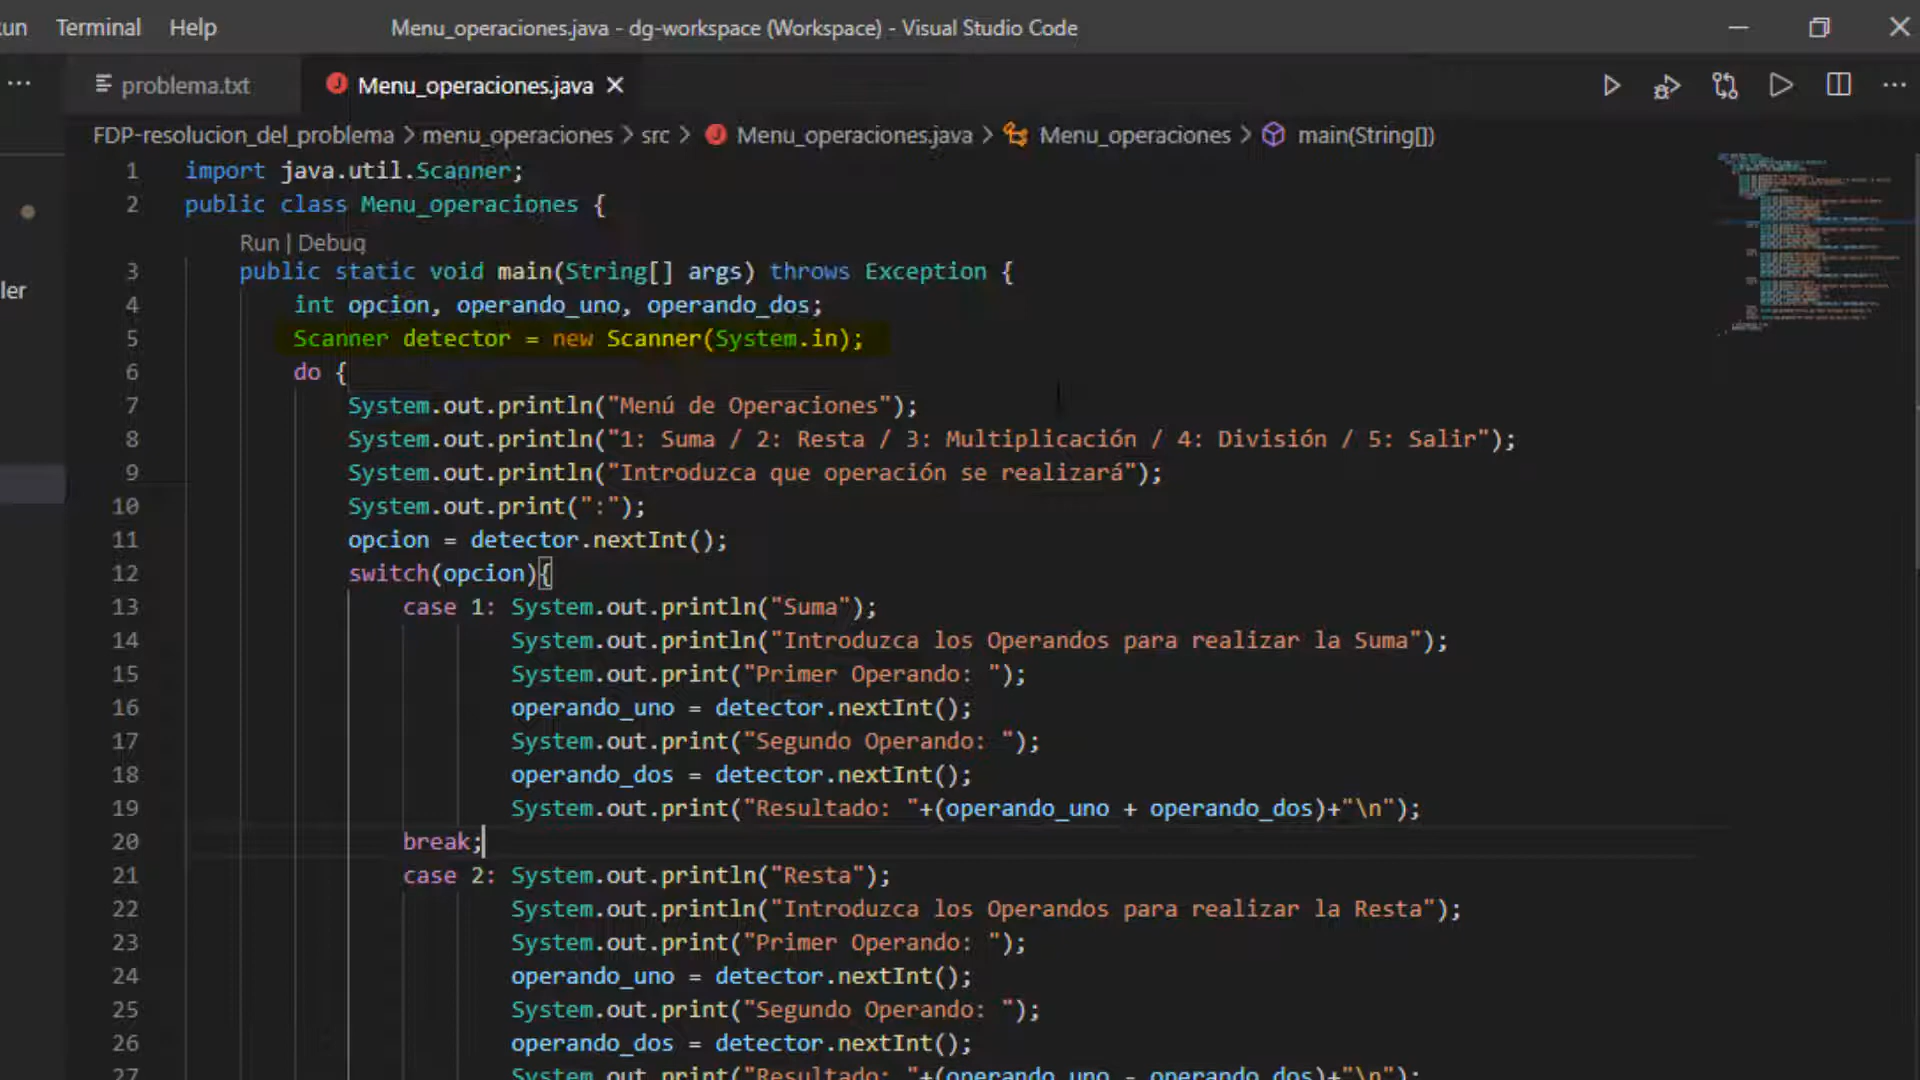 un Terminal Help Menu_operaciones.java - dg-workspace (Workspace) - Visual Studio Code
problema.txt Menu_operaciones.java
FDP-resolucion_del_problema > menu_operaciones > src > Menu_operaciones.java > Menu_operaciones > main(String[])
ler
1 import java.util.Scanner;
2 public class Menu_operaciones {
Run | Debug
3 public static void main(String[] args) throws Exception {
4 int opcion, operando_uno, operando_dos;
5 Scanner detector = new Scanner(System.in);
6 do {
7 System.out.println("Menú de Operaciones");
8 System.out.println("1: Suma / 2: Resta / 3: Multiplicación / 4: División / 5: Salir");
9 System.out.println("Introduzca que operación se realizará");
10 System.out.print(":");
11 opcion = detector.nextInt();
12 switch(opcion){
13 case 1: System.out.println("Suma");
14 System.out.println("Introduzca los Operandos para realizar la Suma");
15 System.out.print("Primer Operando: ");
16 operando_uno = detector.nextInt();
17 System.out.print("Segundo Operando: ");
18 operando_dos = detector.nextInt();
19 System.out.print("Resultado: "+(operando_uno + operando_dos)+"\n");
20 break;
21 case 2: System.out.println("Resta");
22 System.out.println("Introduzca los Operandos para realizar la Resta");
23 System.out.print("Primer Operando: ");
24 operando_uno = detector.nextInt();
25 System.out.print("Segundo Operando: ");
26 operando_dos = detector.nextInt();
27 System.out.print("Resultado: "+(operando_uno - operando_dos)+"\n");